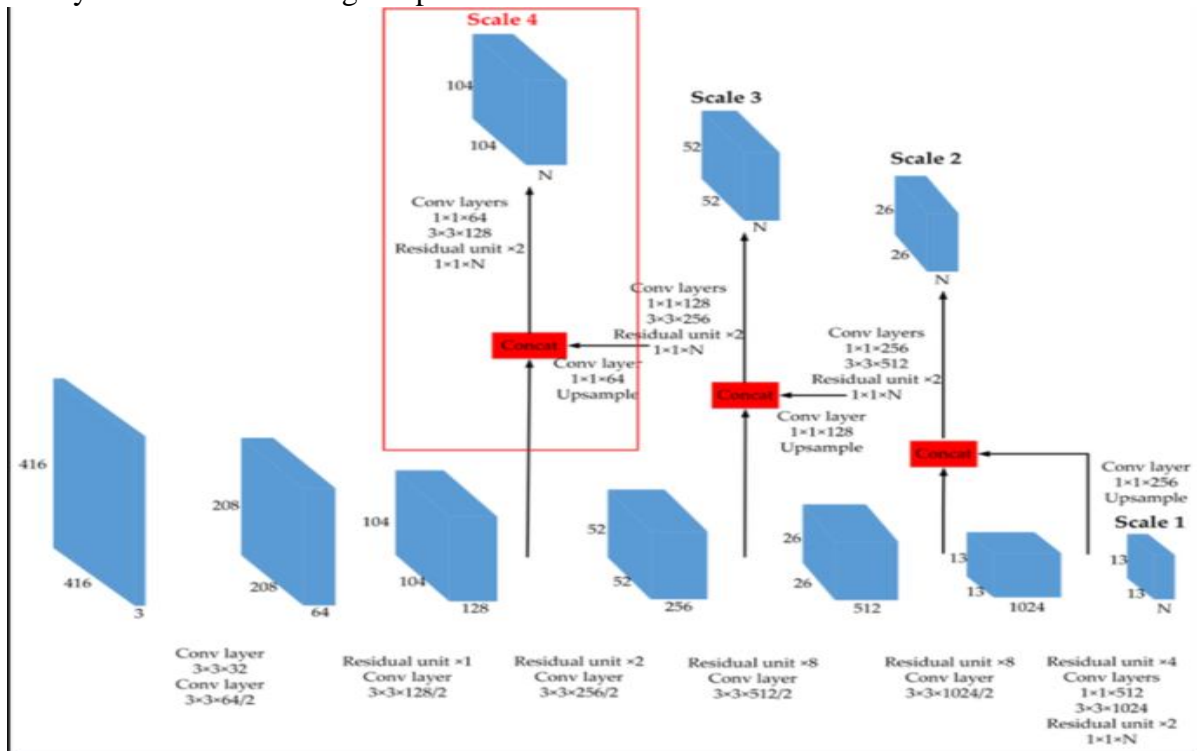 Scale 4
104
104
N
Scale 3
52
52
N
Scale 2
26
26
N
Conv layers
1×1×64
3×3×128
Residual unit ×2
1×1×N
Conv layers
1×1×128
3×3×256
Residual unit ×2
1×1×N
Conv layers
1×1×256
3×3×512
Residual unit ×2
1×1×N
Concat
Conv layer
1×1×64
Upsample
Concat
Conv layer
1×1×128
Upsample
Concat
Conv layer
1×1×256
Upsample
Scale 1
13
13
N
416
416
3
208
208
64
104
104
128
52
52
256
26
26
512
13
13
1024
Conv layer
3×3×32
Conv layer
3×3×64/2
Residual unit ×1
Conv layer
3×3×128/2
Residual unit ×2
Conv layer
3×3×256/2
Residual unit ×8
Conv layer
3×3×512/2
Residual unit ×8
Conv layer
3×3×1024/2
Residual unit ×4
Conv layers
1×1×512
3×3×1024
Residual unit ×2
1×1×N